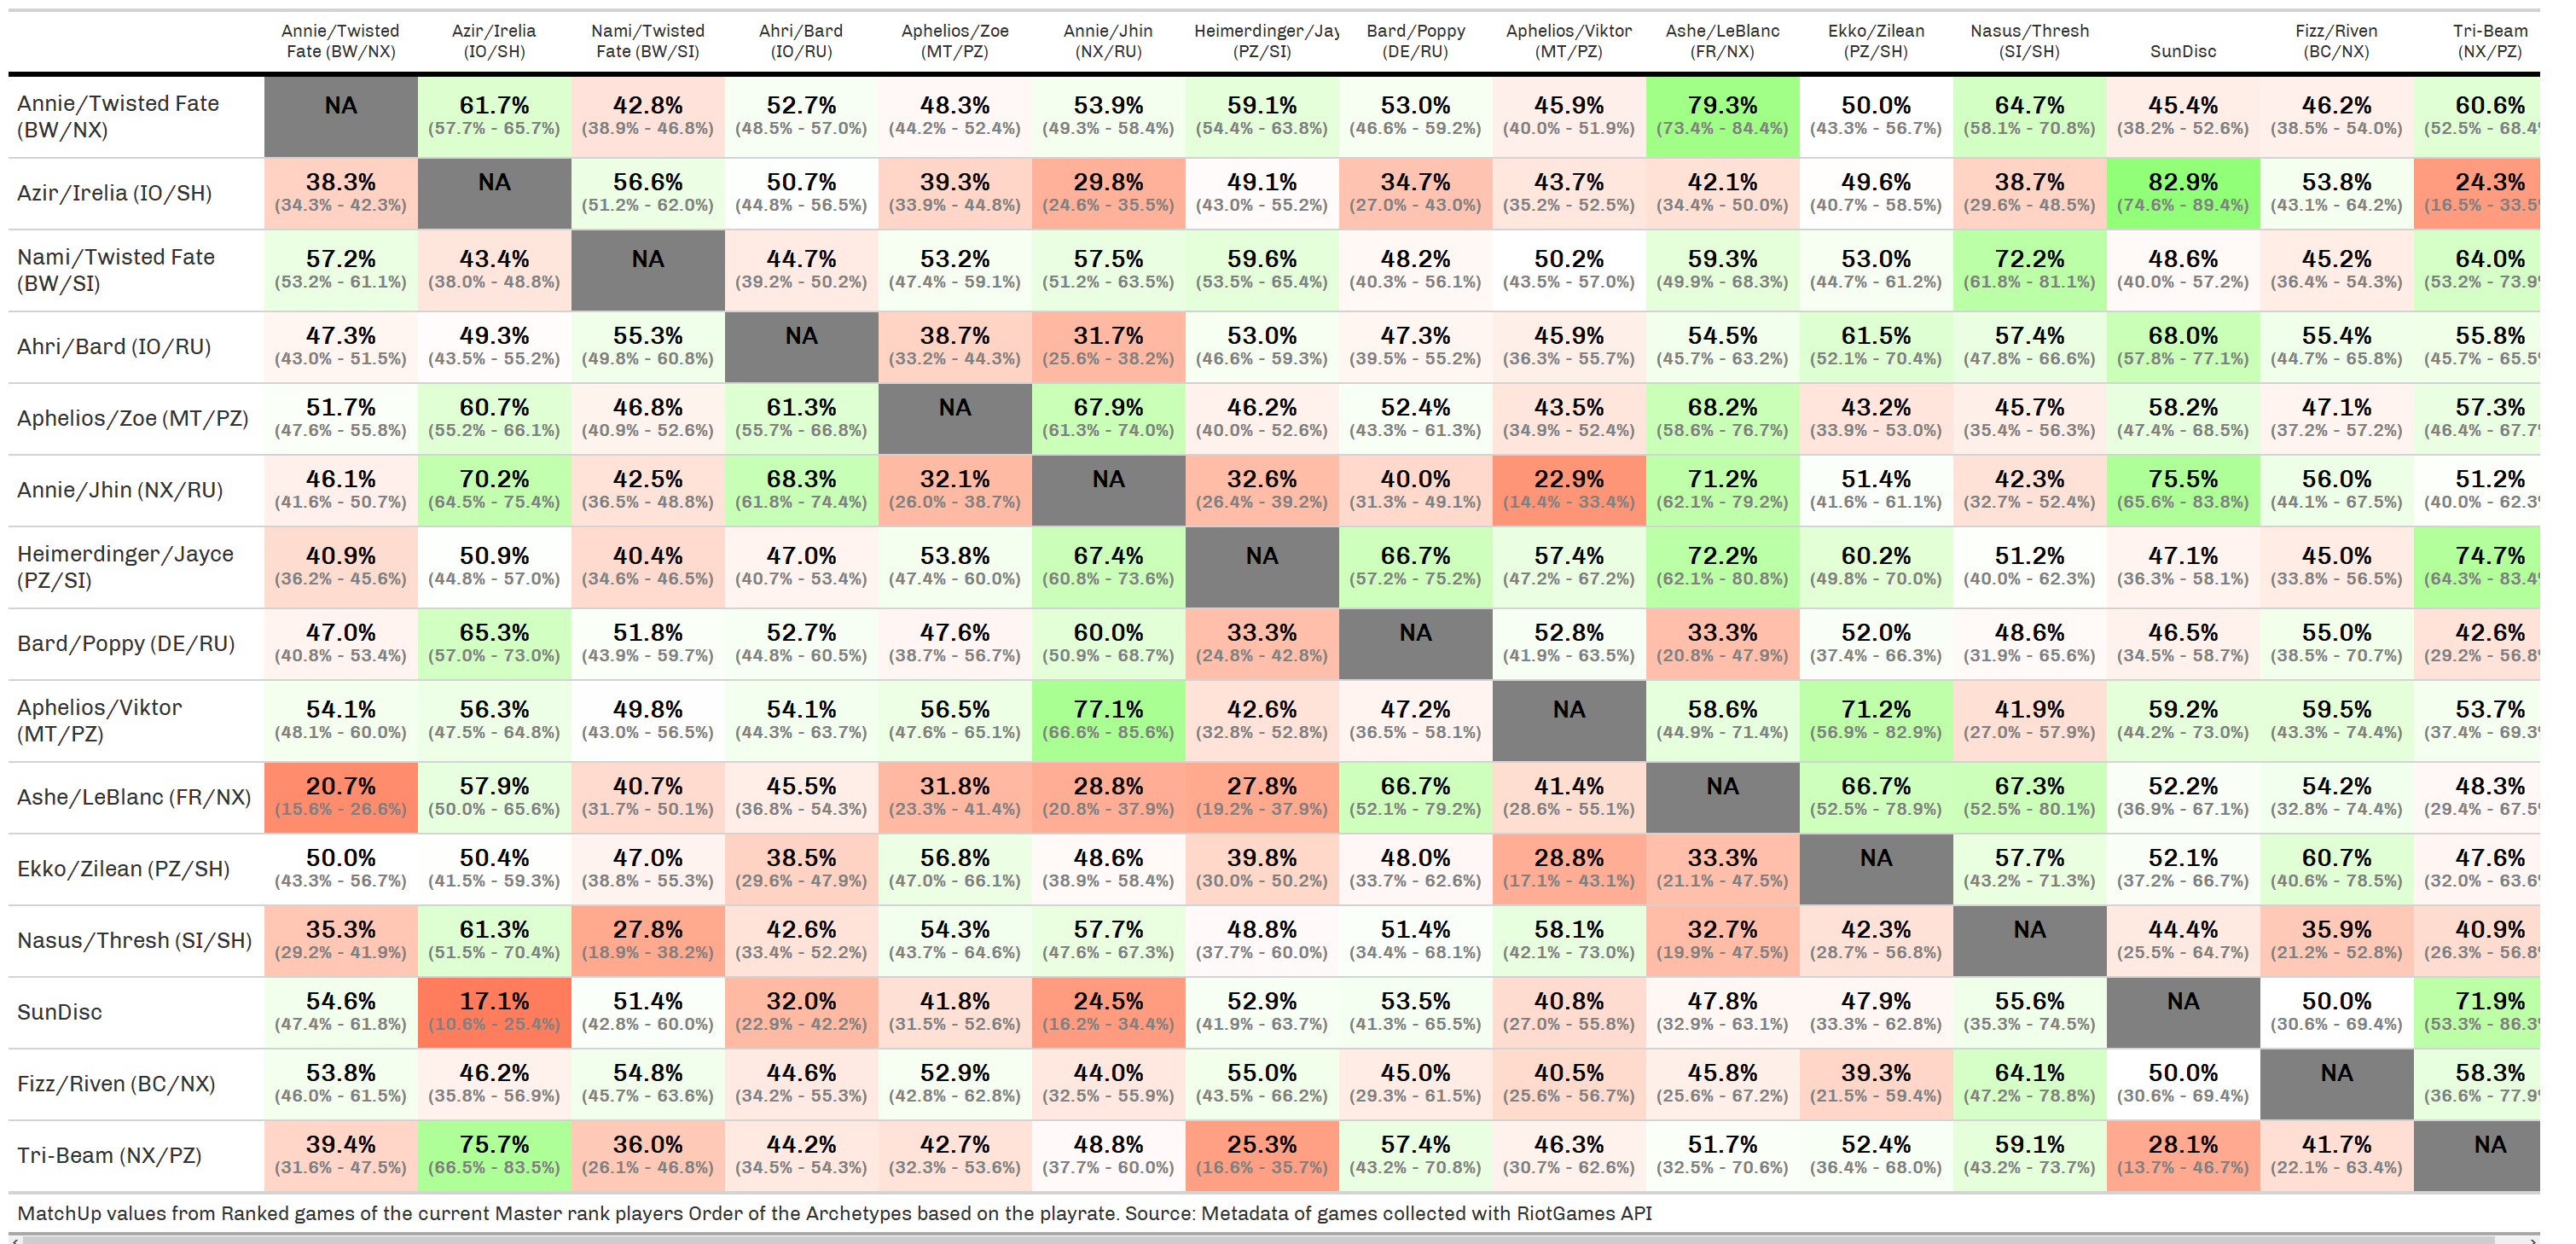 Annie/Twisted Fate (BW/NX) Azir/Irelia (IO/SH) Nami/Twisted Fate (BW/SI) Ahri/Bard (IO/RU) Aphelios/Zoe (MT/PZ) Annie/Jhin (NX/RU) Heimerdinger/Jay (PZ/SI) Bard/Poppy (DE/RU) Aphelios/Viktor (MT/PZ) Ashe/LeBlanc (FR/NX) Ekko/Zilean (PZ/SH) Nasus/Thresh (SI/SH) SunDisc Fizz/Riven (BC/NX) Tri-Beam (NX/PZ)
Annie/Twisted Fate (BW/NX) NA 61.7% 42.8% 52.7% 48.3% 53.9% 59.1% 53.0% 45.9% 79.3% 50.0% 64.7% 45.4% 46.2% 60.6%
(57.7% - 65.7%) (38.9% - 46.8%) (48.5% - 57.0%) (44.2% - 52.4%) (49.3% - 58.4%) (54.4% - 63.8%) (46.6% - 59.2%) (40.0% - 51.9%) (73.4% - 84.4%) (43.3% - 56.7%) (58.1% - 70.8%) (38.2% - 52.6%) (38.5% - 54.0%) (52.5% - 68.4
Azir/Irelia (IO/SH) 38.3% NA 56.6% 50.7% 39.3% 29.8% 49.1% 34.7% 43.7% 42.1% 49.6% 38.7% 82.9% 53.8% 24.3%
(34.3% - 42.3%) (51.2% - 62.0%) (44.8% - 56.5%) (33.9% - 44.8%) (24.6% - 35.5%) (43.0% - 55.2%) (27.0% - 43.0%) (35.2% - 52.5%) (34.4% - 50.0%) (40.7% - 58.5%) (29.6% - 48.5%) (74.6% - 89.4%) (43.1% - 64.2%) (16.5% - 33.5
Nami/Twisted Fate (BW/SI) 57.2% 43.4% NA 44.7% 53.2% 57.5% 59.6% 48.2% 50.2% 59.3% 53.0% 72.2% 48.6% 45.2% 64.0%
(53.2% - 61.1%) (38.0% - 48.8%) (39.2% - 50.2%) (47.4% - 59.1%) (51.2% - 63.5%) (53.5% - 65.4%) (40.3% - 56.1%) (43.5% - 57.0%) (49.9% - 68.3%) (44.7% - 61.2%) (61.8% - 81.1%) (40.0% - 57.2%) (36.4% - 54.3%) (53.2% - 73.9
Ahri/Bard (IO/RU) 47.3% 49.3% 55.3% NA 38.7% 31.7% 53.0% 47.3% 45.9% 54.5% 61.5% 57.4% 68.0% 55.4% 55.8%
(43.0% - 51.5%) (43.5% - 55.2%) (49.8% - 60.8%) (33.2% - 44.3%) (25.6% - 38.2%) (46.6% - 59.3%) (39.5% - 55.2%) (36.3% - 55.7%) (45.7% - 63.2%) (52.1% - 70.4%) (47.8% - 66.6%) (57.8% - 77.1%) (44.7% - 65.8%) (45.7% - 65.5
Aphelios/Zoe (MT/PZ) 51.7% 60.7% 46.8% 61.3% NA 67.9% 46.2% 52.4% 43.5% 68.2% 43.2% 45.7% 58.2% 47.1% 57.3%
(47.6% - 55.8%) (55.2% - 66.1%) (40.9% - 52.6%) (55.7% - 66.8%) (61.3% - 74.0%) (40.0% - 52.6%) (43.3% - 61.3%) (34.9% - 52.4%) (58.6% - 76.7%) (33.9% - 53.0%) (35.4% - 56.3%) (47.4% - 68.5%) (37.2% - 57.2%) (46.4% - 67.7
Annie/Jhin (NX/RU) 46.1% 70.2% 42.5% 68.3% 32.1% NA 32.6% 40.0% 22.9% 71.2% 51.4% 42.3% 75.5% 56.0% 51.2%
(41.6% - 50.7%) (64.5% - 75.4%) (36.5% - 48.8%) (61.8% - 74.4%) (26.0% - 38.7%) (26.4% - 39.2%) (31.3% - 49.1%) (14.4% - 33.4%) (62.1% - 79.2%) (41.6% - 61.1%) (32.7% - 52.4%) (65.6% - 83.8%) (44.1% - 67.5%) (40.0% - 62.3
Heimerdinger/Jayce (PZ/SI) 40.9% 50.9% 40.4% 47.0% 53.8% 67.4% NA 66.7% 57.4% 72.2% 60.2% 51.2% 47.1% 45.0% 74.7%
(36.2% - 45.6%) (44.8% - 57.0%) (34.6% - 46.5%) (40.7% - 53.4%) (47.4% - 60.0%) (60.8% - 73.6%) (57.2% - 75.2%) (47.2% - 67.2%) (62.1% - 80.8%) (49.8% - 70.0%) (40.0% - 62.3%) (36.3% - 58.1%) (33.8% - 56.5%) (64.3% - 83.4
Bard/Poppy (DE/RU) 47.0% 65.3% 51.8% 52.7% 47.6% 60.0% 33.3% NA 52.8% 33.3% 52.0% 48.6% 46.5% 55.0% 42.6%
(40.8% - 53.4%) (57.0% - 73.0%) (43.9% - 59.7%) (44.8% - 60.5%) (38.7% - 56.7%) (50.9% - 68.7%) (24.8% - 42.8%) (41.9% - 63.5%) (20.8% - 47.9%) (37.4% - 66.3%) (31.9% - 65.6%) (34.5% - 58.7%) (38.5% - 70.7%) (29.2% - 56.8
Aphelios/Viktor (MT/PZ) 54.1% 56.3% 49.8% 54.1% 56.5% 77.1% 42.6% 47.2% NA 58.6% 71.2% 41.9% 59.2% 59.5% 53.7%
(48.1% - 60.0%) (47.5% - 64.8%) (43.0% - 56.5%) (44.3% - 63.7%) (47.6% - 65.1%) (66.6% - 85.6%) (32.8% - 52.8%) (36.5% - 58.1%) (44.9% - 71.4%) (56.9% - 82.9%) (27.0% - 57.9%) (44.2% - 73.0%) (43.3% - 74.4%) (37.4% - 69.3
Ashe/LeBlanc (FR/NX) 20.7% 57.9% 40.7% 45.5% 31.8% 28.8% 27.8% 66.7% 41.4% NA 66.7% 67.3% 52.2% 54.2% 48.3%
(15.6% - 26.6%) (50.0% - 65.6%) (31.7% - 50.1%) (36.8% - 54.3%) (23.3% - 41.4%) (20.8% - 37.9%) (19.2% - 37.9%) (52.1% - 79.2%) (28.6% - 55.1%) (52.5% - 78.9%) (52.5% - 80.1%) (36.9% - 67.1%) (32.8% - 74.4%) (29.4% - 67.5
Ekko/Zilean (PZ/SH) 50.0% 50.4% 47.0% 38.5% 56.8% 48.6% 39.8% 48.0% 28.8% 33.3% NA 57.7% 52.1% 60.7% 47.6%
(43.3% - 56.7%) (41.5% - 59.3%) (38.8% - 55.3%) (29.6% - 47.9%) (47.0% - 66.1%) (38.9% - 58.4%) (30.0% - 50.2%) (33.7% - 62.6%) (17.1% - 43.1%) (21.1% - 47.5%) (43.2% - 71.3%) (37.2% - 66.7%) (40.6% - 78.5%) (32.0% - 63.6
Nasus/Thresh (SI/SH) 35.3% 61.3% 27.8% 42.6% 54.3% 57.7% 48.8% 51.4% 58.1% 32.7% 42.3% NA 44.4% 35.9% 40.9%
(29.2% - 41.9%) (51.5% - 70.4%) (18.9% - 38.2%) (33.4% - 52.2%) (43.7% - 64.6%) (47.6% - 67.3%) (37.7% - 60.0%) (34.4% - 68.1%) (42.1% - 73.0%) (19.9% - 47.5%) (28.7% - 56.8%) (25.5% - 64.7%) (21.2% - 52.8%) (26.3% - 56.8
SunDisc 54.6% 17.1% 51.4% 32.0% 41.8% 24.5% 52.9% 53.5% 40.8% 47.8% 47.9% 55.6% NA 50.0% 71.9%
(47.4% - 61.8%) (10.6% - 25.4%) (42.8% - 60.0%) (22.9% - 42.2%) (31.5% - 52.6%) (16.2% - 34.4%) (41.9% - 63.7%) (41.3% - 65.5%) (27.0% - 55.8%) (32.9% - 63.1%) (33.3% - 62.8%) (35.3% - 74.5%) (30.6% - 69.4%) (53.3% - 86.3
Fizz/Riven (BC/NX) 53.8% 46.2% 54.8% 44.6% 52.9% 44.0% 55.0% 45.0% 40.5% 45.8% 39.3% 64.1% 50.0% NA 58.3%
(46.0% - 61.5%) (35.8% - 56.9%) (45.7% - 63.6%) (34.2% - 55.3%) (42.8% - 62.8%) (32.5% - 55.9%) (43.5% - 66.2%) (29.3% - 61.5%) (25.6% - 56.7%) (25.6% - 67.2%) (21.5% - 59.4%) (47.2% - 78.8%) (30.6% - 69.4%) (36.6% - 77.9
Tri-Beam (NX/PZ) 39.4% 75.7% 36.0% 44.2% 42.7% 48.8% 25.3% 57.4% 46.3% 51.7% 52.4% 59.1% 28.1% 41.7% NA
(31.6% - 47.5%) (66.5% - 83.5%) (26.1% - 46.8%) (34.5% - 54.3%) (32.3% - 53.6%) (37.7% - 60.0%) (16.6% - 35.7%) (43.2% - 70.8%) (30.7% - 62.6%) (32.5% - 70.6%) (36.4% - 68.0%) (43.2% - 73.7%) (13.7% - 46.7%) (22.1% - 63.4%)
MatchUp values from Ranked games of the current Master rank players Order of the Archetypes based on the playrate. Source: Metadata of games collected with RiotGames API